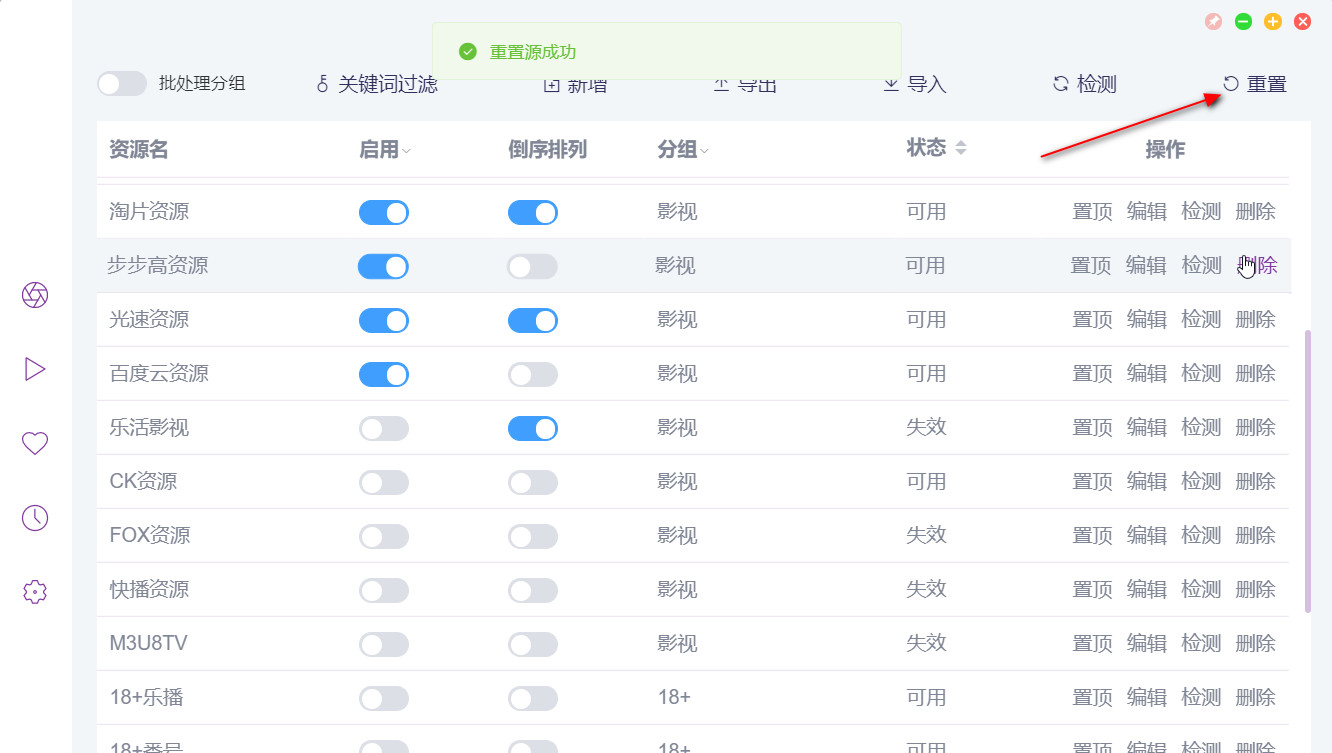 重置源成功
批处理分组 关键词过滤 新增 导出 导入 检测 重置
资源名 启用 倒序排列 分组 状态 操作
淘片资源 影视 可用 置顶 编辑 检测 删除
步步高资源 影视 可用 置顶 编辑 检测 删除
光速资源 影视 可用 置顶 编辑 检测 删除
百度云资源 影视 可用 置顶 编辑 检测 删除
乐活影视 影视 失效 置顶 编辑 检测 删除
CK资源 影视 可用 置顶 编辑 检测 删除
FOX资源 影视 失效 置顶 编辑 检测 删除
快播资源 影视 失效 置顶 编辑 检测 删除
M3U8TV 影视 失效 置顶 编辑 检测 删除
18+乐播 18+ 可用 置顶 编辑 检测 删除
18+番号 18+ 可用 置顶 编辑 检测 删除